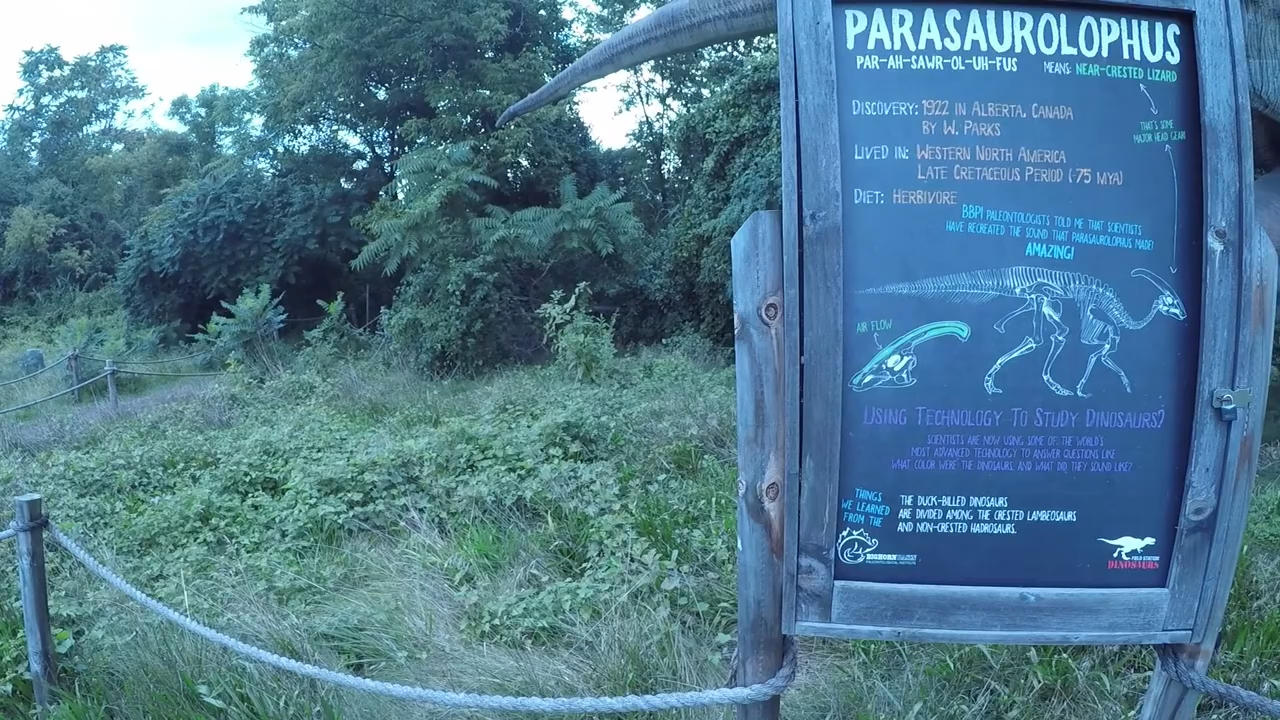 PARASAUROLOPHUS
PAR-AH-SAWR-OL-UH-FUS
MEANS: NEAR-CRESTED LIZARD
THAT'S SOME
MAJOR HEAD GEAR!
DISCOVERY: 1922 IN ALBERTA, CANADA
BY W. PARKS
LIVED IN: WESTERN NORTH AMERICA
LATE CRETACEOUS PERIOD (~75 MYA)
DIET: HERBIVORE
BBPI PALEONTOLOGISTS TOLD ME THAT SCIENTISTS
HAVE RECREATED THE SOUND THAT PARASAUROLOPHUS MADE!
AMAZING!
AIR FLOW
USING TECHNOLOGY TO STUDY DINOSAURS?
SCIENTISTS ARE NOW USING SOME OF THE WORLD'S
MOST ADVANCED TECHNOLOGY TO ANSWER QUESTIONS LIKE
WHAT COLOR WERE THE DINOSAURS, AND WHAT DID THEY SOUND LIKE?
THINGS
WE LEARNED
FROM THE
THE DUCK-BILLED DINOSAURS
ARE DIVIDED AMONG THE CRESTED LAMBEOSAURS
AND NON-CRESTED HADROSAURS.
BIGHORN
PALEONTOLOGICAL INSTITUTE
FIELD STATION
DINOSAURS